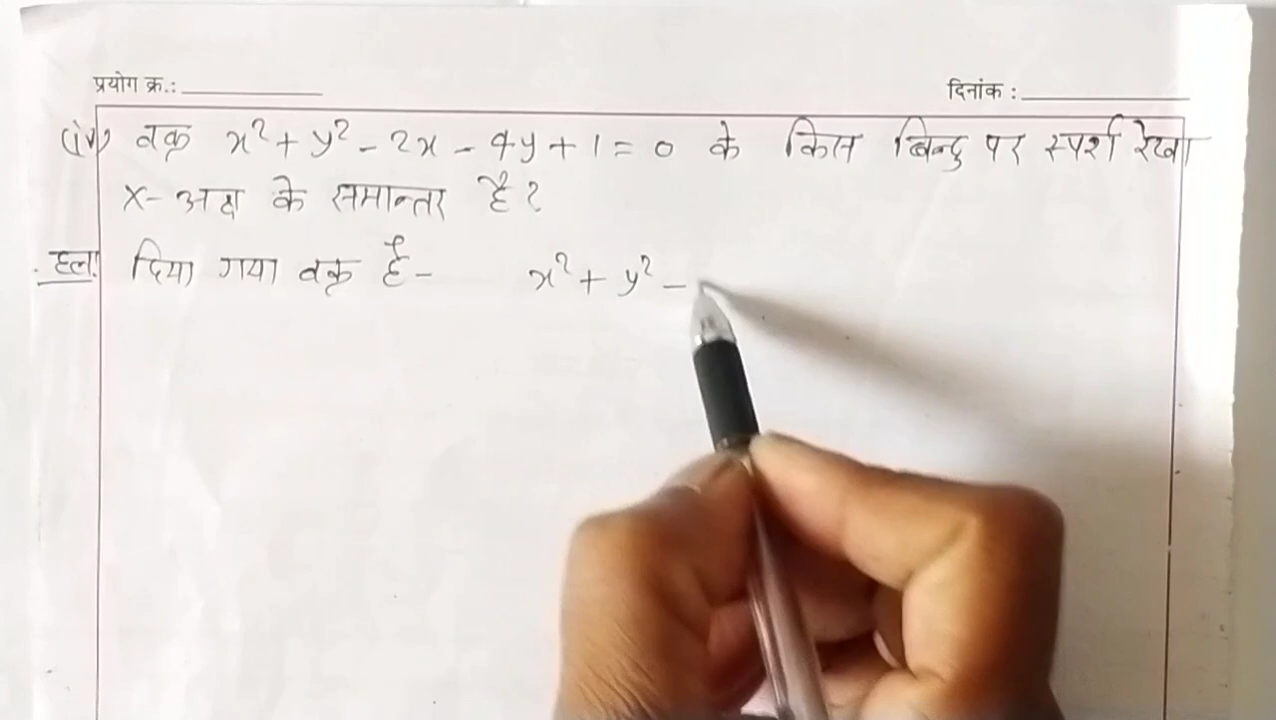 प्रयोग क्र.: दिनांक :
(iv) वक्र x² + y² - 2x - 4y + 1 = 0 के किस बिन्दु पर स्पर्श रेखा
x- अक्ष के समान्तर है?
हल: दिया गया वक्र है- x² + y² -